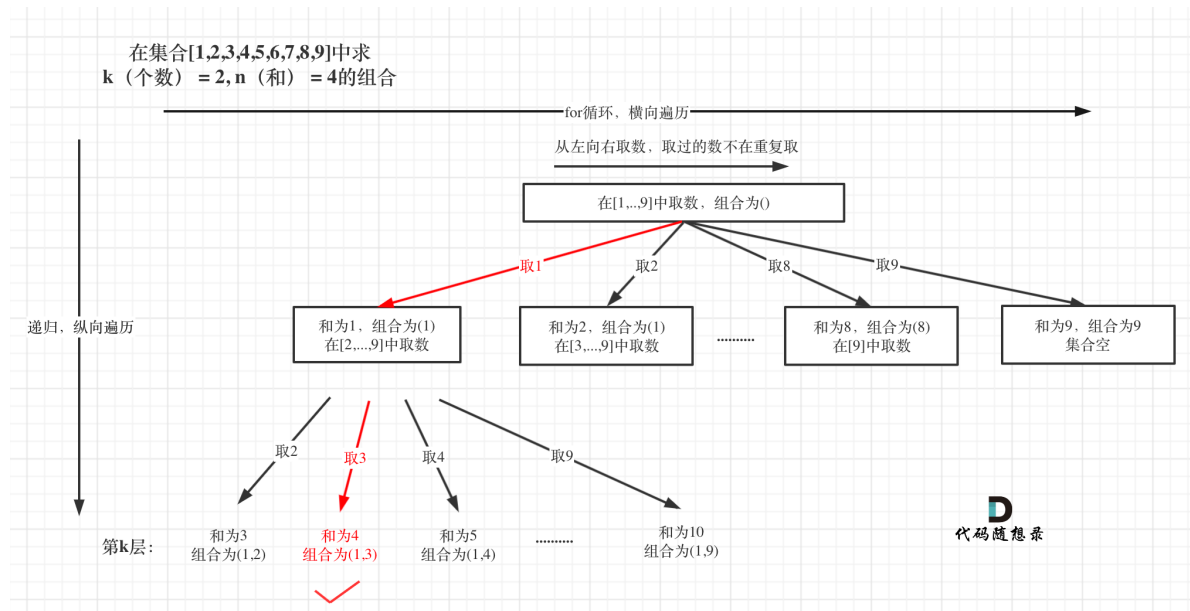 在集合[1,2,3,4,5,6,7,8,9]中求
k（个数）= 2, n（和）= 4的组合
for循环，横向遍历
从左向右取数，取过的数不在重复取
在[1,..,9]中取数，组合为()
取1
取2
取8
取9
递归，纵向遍历
和为1，组合为(1)
在[2,...,9]中取数
和为2，组合为(1)
在[3,...,9]中取数
..........
和为8，组合为(8)
在[9]中取数
和为9，组合为9
集合空
取2
取3
取4
取9
第k层：
和为3
组合为(1,2)
和为4
组合为(1,3)
和为5
组合为(1,4)
..........
和为10
组合为(1,9)
代码随想录